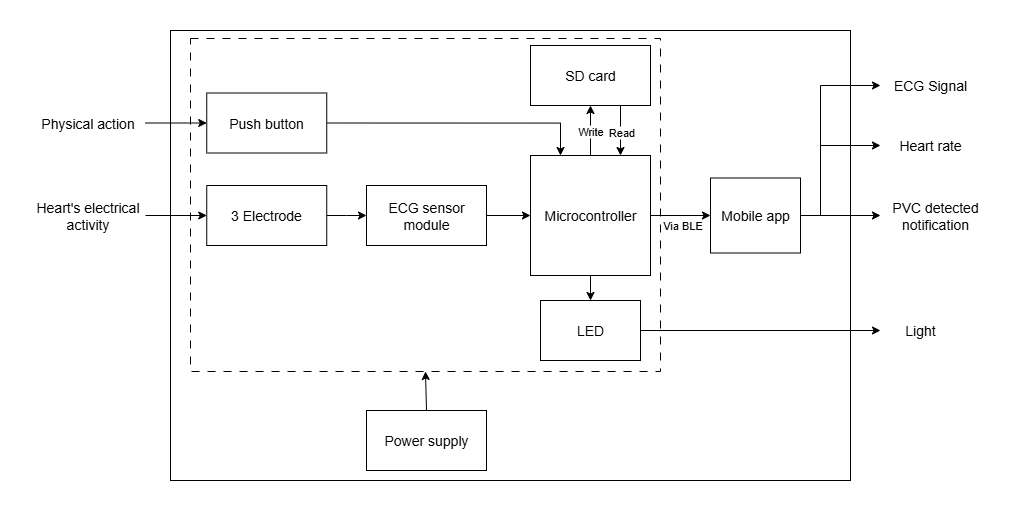 SD card
ECG Signal
Physical action
Push button
Write
Read
Heart rate
Heart's electrical
activity
3 Electrode
ECG sensor
module
Microcontroller
Via BLE
Mobile app
PVC detected
notification
LED
Light
Power supply